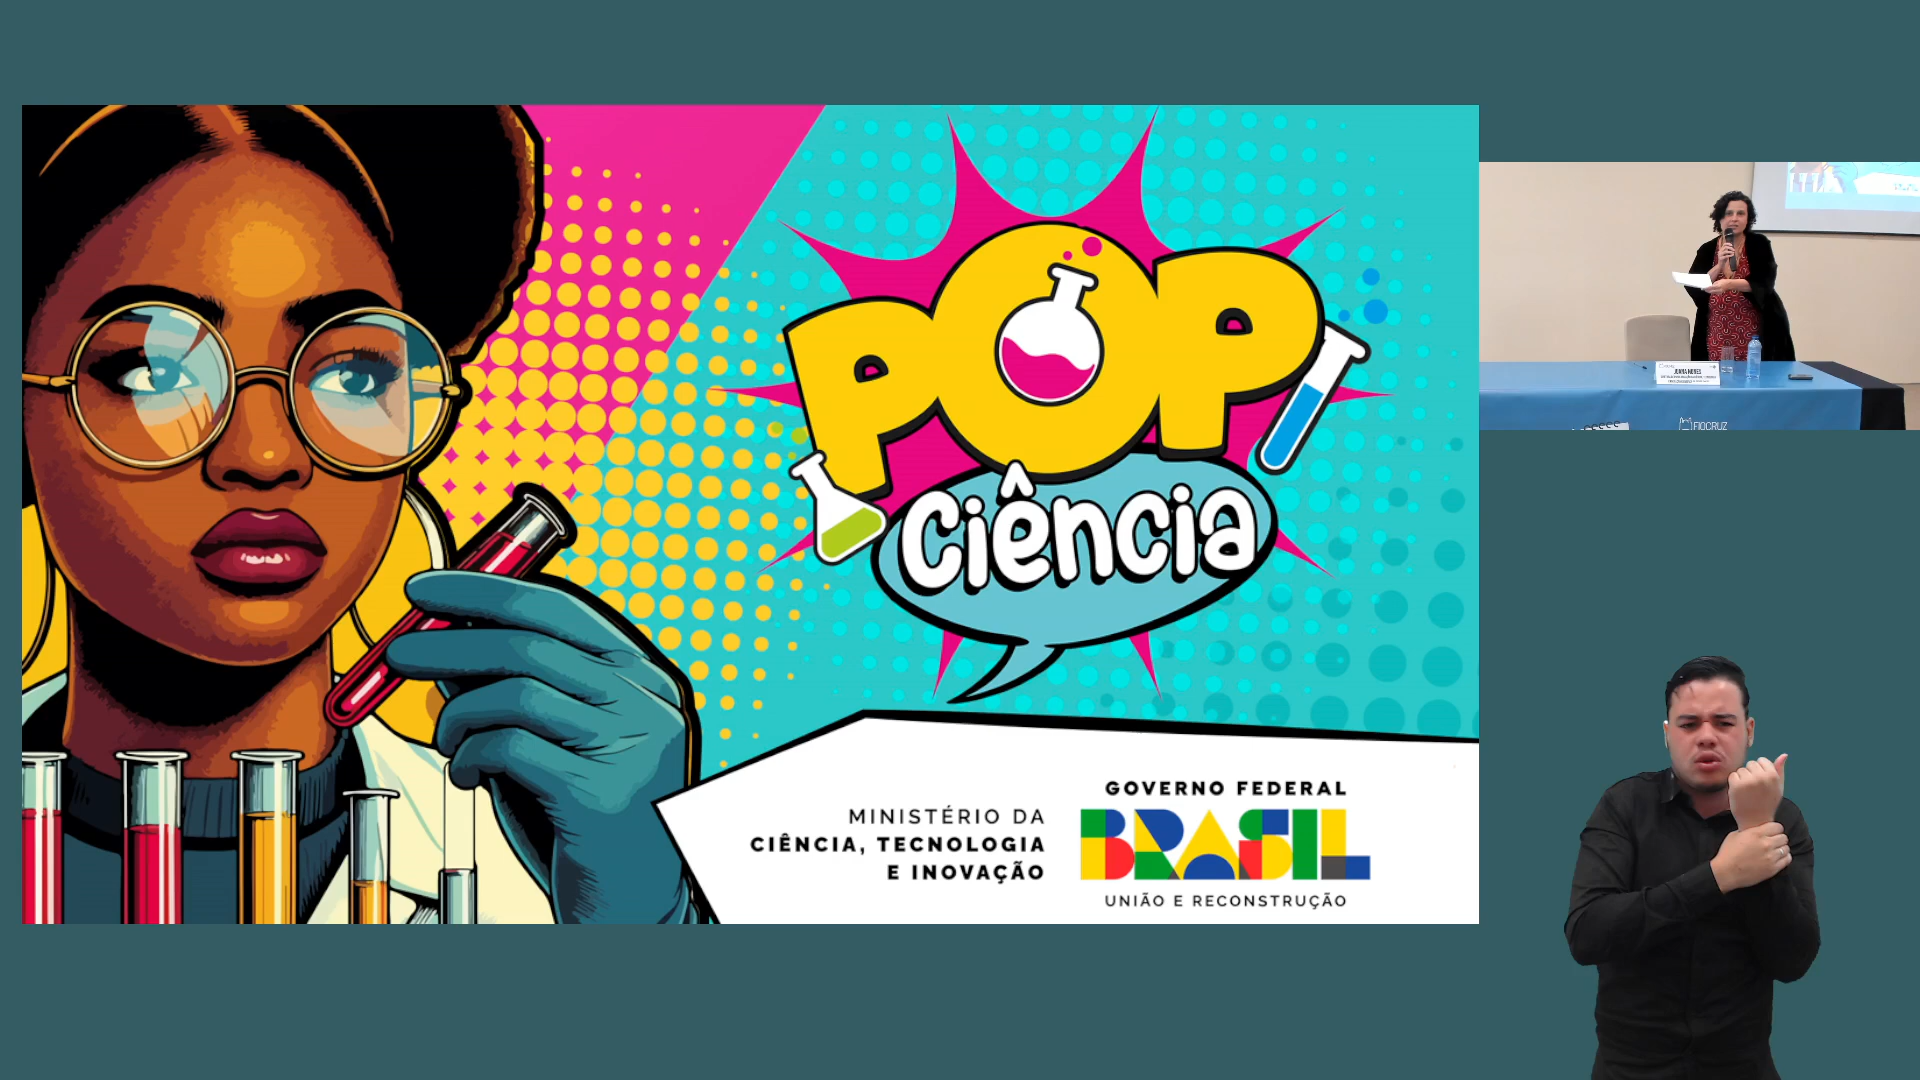 POP
Ciência
MINISTÉRIO DA
CIÊNCIA, TECNOLOGIA
E INOVAÇÃO
GOVERNO FEDERAL
BRASIL
UNIÃO E RECONSTRUÇÃO
FIOCRUZ